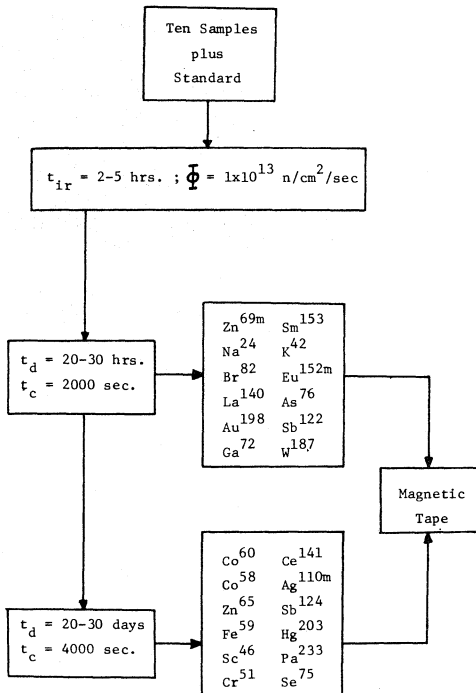 Ten Samples
plus
Standard
t_ir = 2-5 hrs. ; Φ = 1x10^13 n/cm^2/sec
t_d = 20-30 hrs.
t_c = 2000 sec.
Zn^69m Sm^153
Na^24 K^42
Br^82 Eu^152m
La^140 As^76
Au^198 Sb^122
Ga^72 W^187
Magnetic
Tape
t_d = 20-30 days
t_c = 4000 sec.
Co^60 Ce^141
Co^58 Ag^110m
Zn^65 Sb^124
Fe^59 Hg^203
Sc^46 Pa^233
Cr^51 Se^75